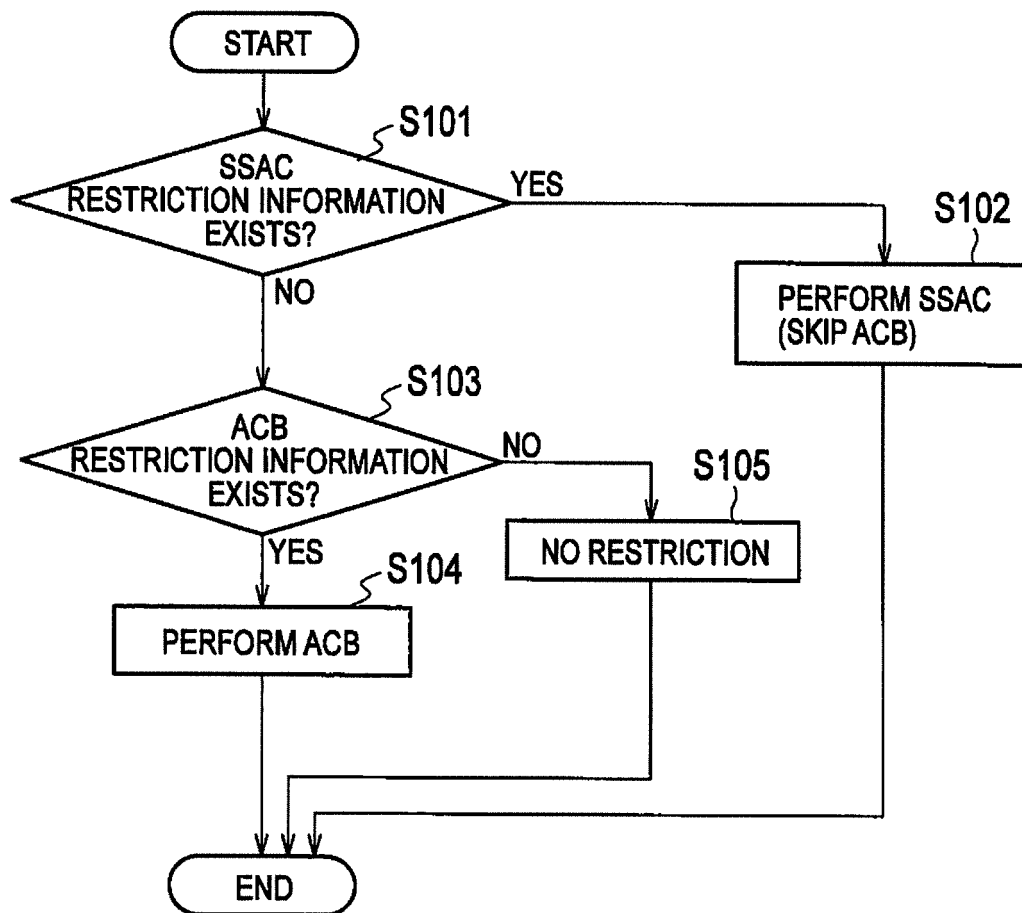 START
S101
SSAC
RESTRICTION INFORMATION
EXISTS?
YES
NO
S102
PERFORM SSAC
(SKIP ACB)
S103
ACB
RESTRICTION INFORMATION
EXISTS?
NO
YES
S105
NO RESTRICTION
S104
PERFORM ACB
END